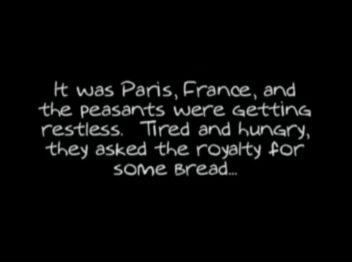 It was Paris, France, and
the peasants were getting
restless. Tired and hungry,
they asked the royalty for
some bread...